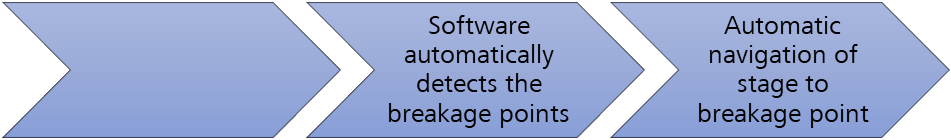 Software
automatically
detects the
breakage points
Automatic
navigation of
stage to
breakage point